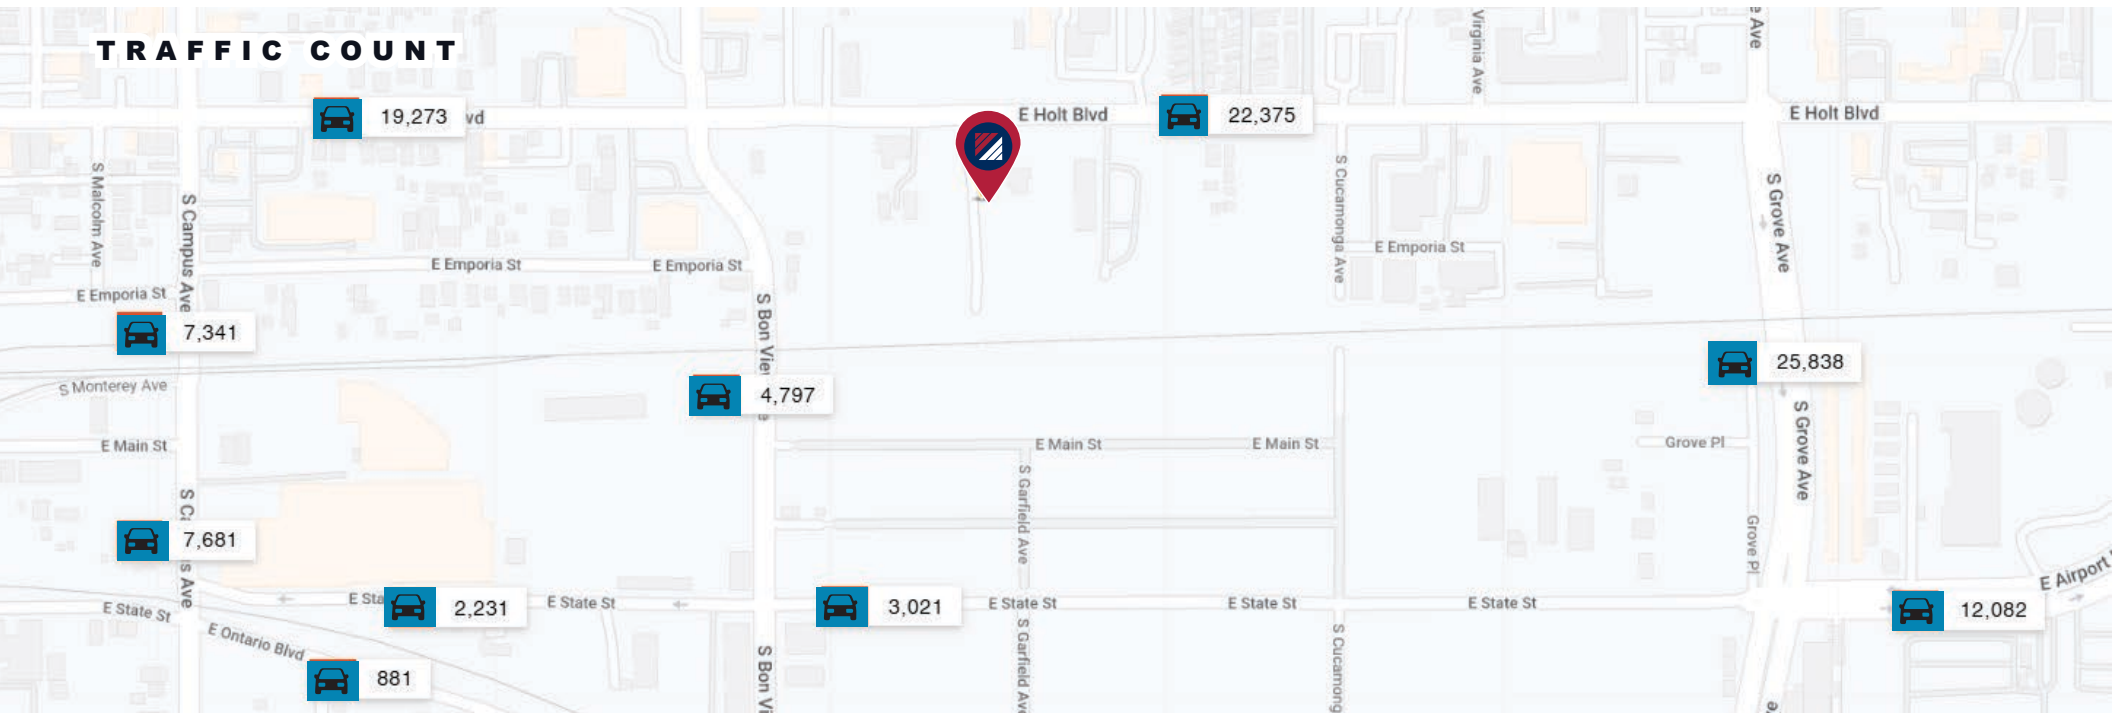 TRAFFIC COUNT
e Ave
Virginia Ave
19,273
vd
E Holt Blvd
22,375
E Holt Blvd
S Malcolm Ave
S Campus Ave
S Cucamonga Ave
S Grove Ave
E Emporia St
E Emporia St
E Emporia St
E Emporia St
7,341
S Bon Vie
e
S Monterey Ave
4,797
25,838
E Main St
E Main St
E Main St
Grove Pl
S Grove Ave
S Garfield Ave
S Ca
s Ave
7,681
Grove Pl
E State St
E Sta
2,231
E State St
3,021
E State St
E State St
E State St
12,082
E Airport
E Ontario Blvd
881
S Bon Vi
S Garfield Av
S Cucamong
e